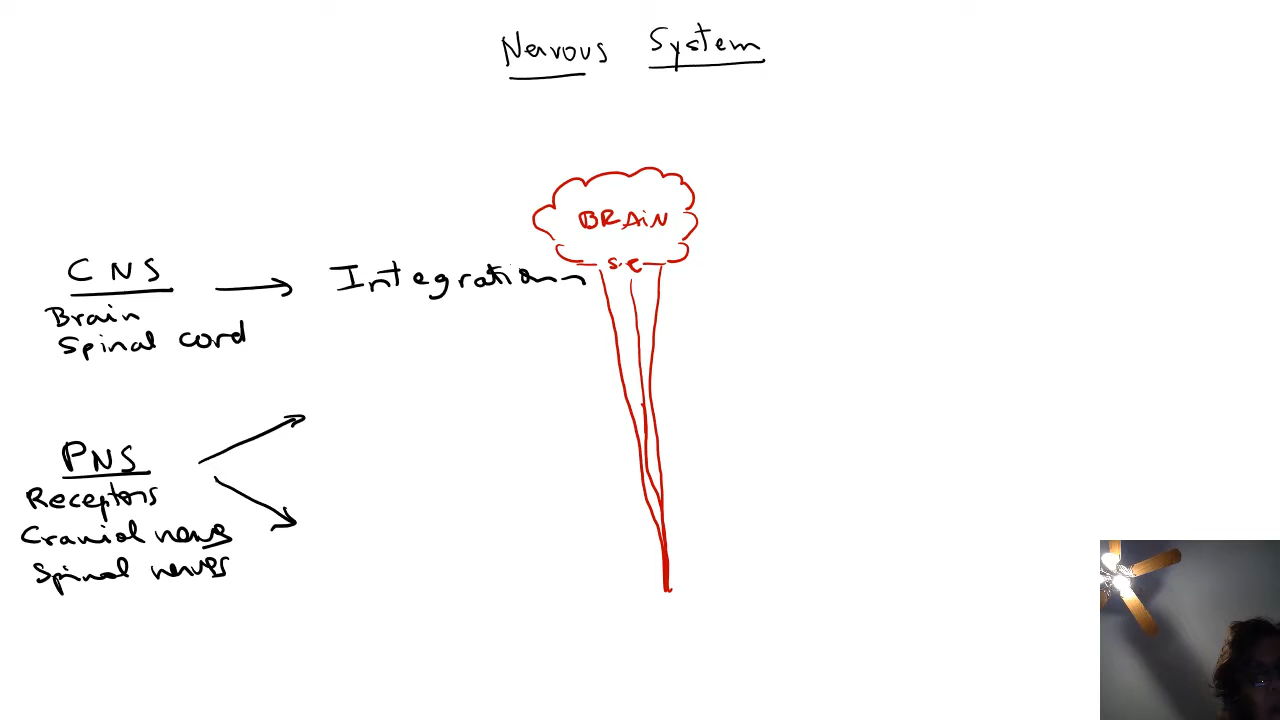 Nervous System
BRAIN
S.C
CNS
Integration
Brain
Spinal cord
PNS
Receptors
Cranial nerves
Spinal nerves